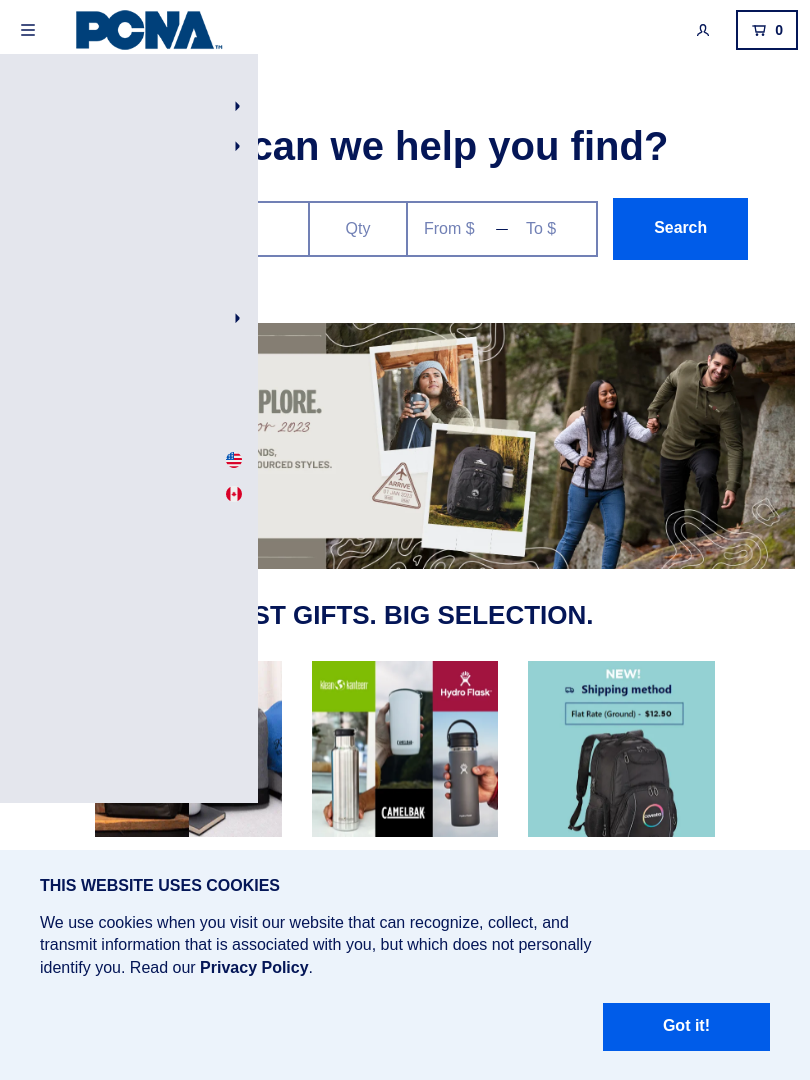 PCNA™
0
can we help you find?
Qty
From $ — To $
Search
PLORE.
or 2023
NDS,
OURCED STYLES.
ARRIVE
ST GIFTS. BIG SELECTION.
klean kanteen
Hydro Flask
CAMELBAK
CAMELBAK
NEW!
Shipping method
Flat Rate (Ground) - $12.50
THIS WEBSITE USES COOKIES
We use cookies when you visit our website that can recognize, collect, and
transmit information that is associated with you, but which does not personally
identify you. Read our Privacy Policy.
Got it!